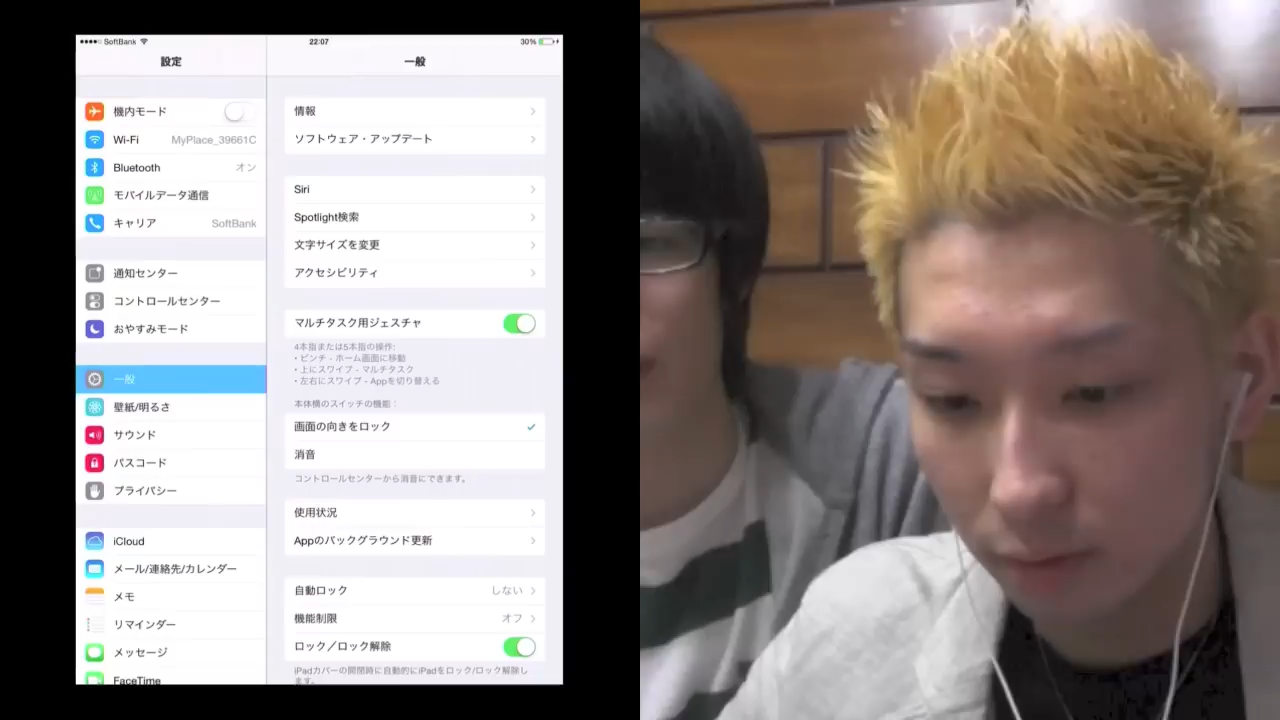 SoftBank
22:07
30%
設定
機内モード
Wi-Fi MyPlace_39661C
Bluetooth オン
モバイルデータ通信
キャリア SoftBank
通知センター
コントロールセンター
おやすみモード
一般
壁紙/明るさ
サウンド
パスコード
プライバシー
iCloud
メール/連絡先/カレンダー
メモ
リマインダー
メッセージ
FaceTime
一般
情報
ソフトウェア・アップデート
Siri
Spotlight検索
文字サイズを変更
アクセシビリティ
マルチタスク用ジェスチャ
4本指または5本指の操作:
• ピンチ - ホーム画面に移動
• 上にスワイプ - マルチタスク
• 左右にスワイプ - Appを切り替える
本体横のスイッチの機能：
画面の向きをロック
消音
コントロールセンターから消音にできます。
使用状況
Appのバックグラウンド更新
自動ロック しない
機能制限 オフ
ロック／ロック解除
iPadカバーの開閉時に自動的にiPadをロック/ロック解除し
ます。